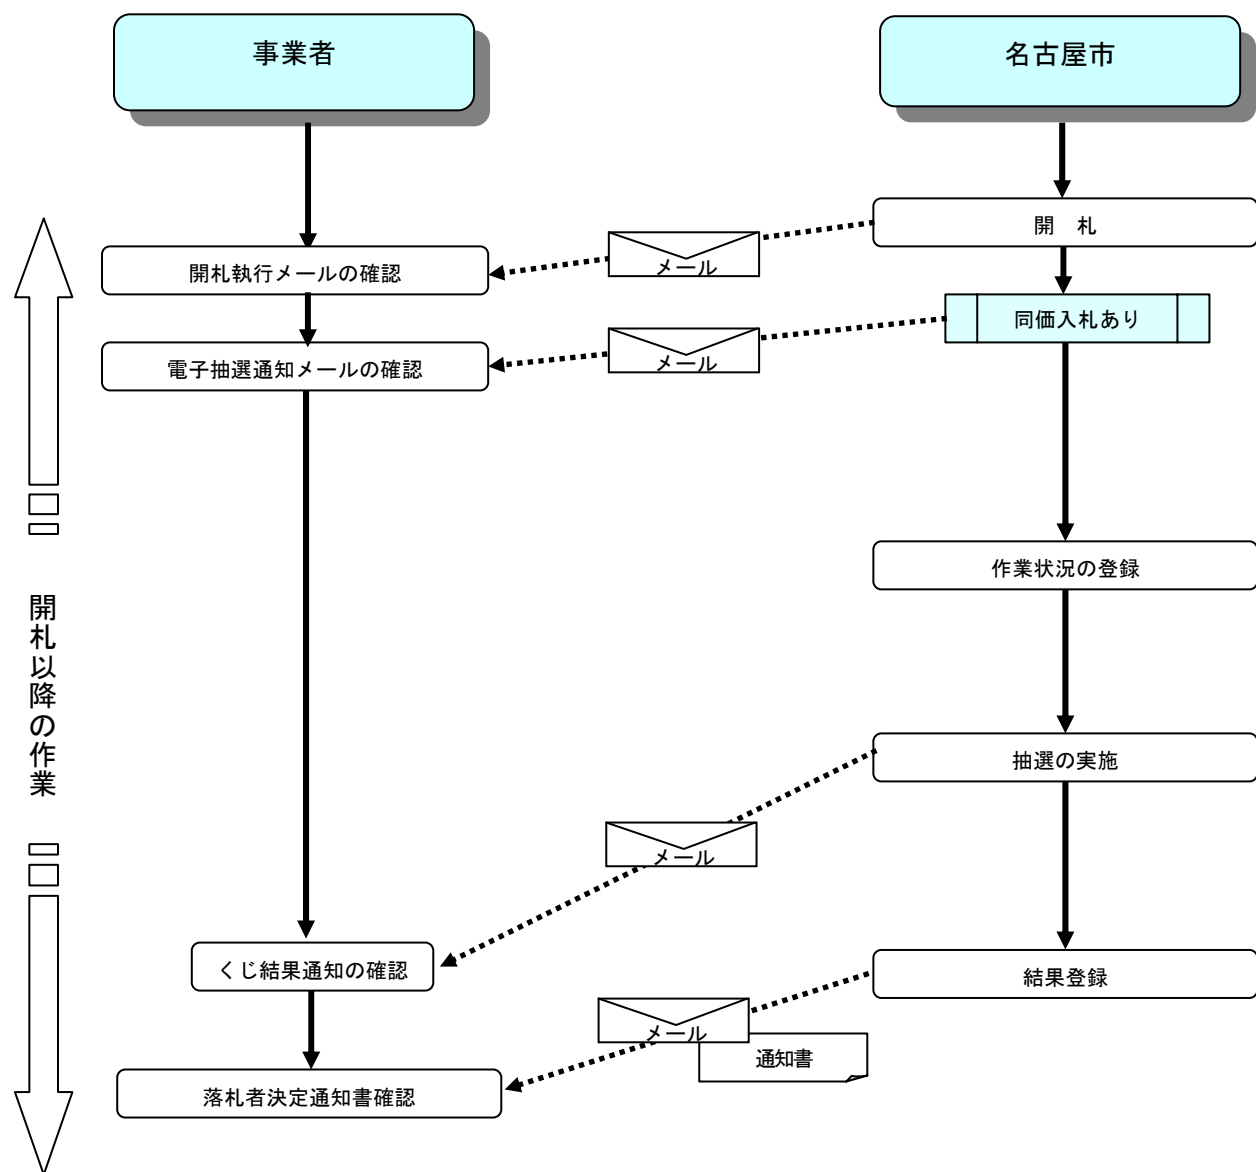 事業者
名古屋市
開 札
メール
開札執行メールの確認
同価入札あり
メール
電子抽選通知メールの確認
作業状況の登録
開札以降の作業
抽選の実施
メール
くじ結果通知の確認
結果登録
メール
通知書
落札者決定通知書確認